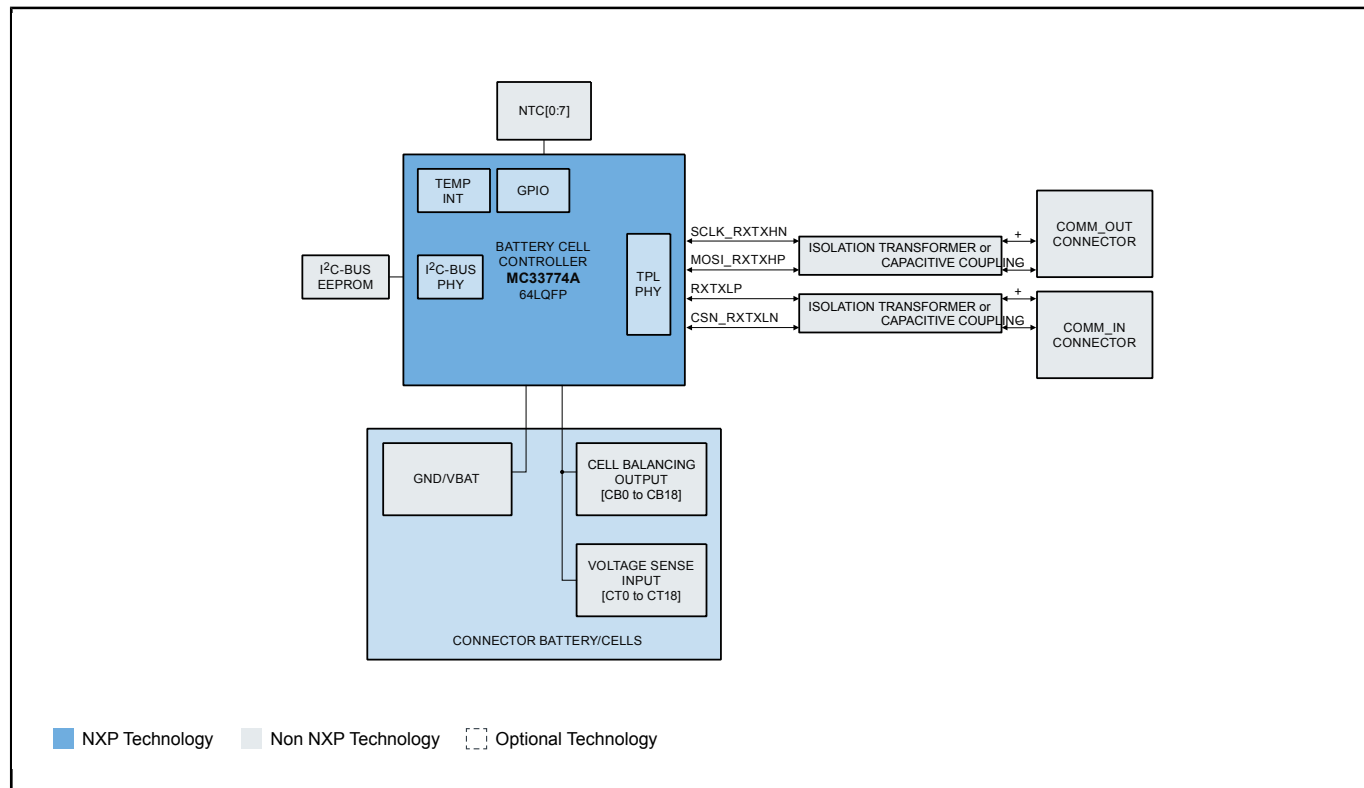 NTC[0:7]
TEMP
INT
GPIO
BATTERY CELL
CONTROLLER
MC33774A
64LQFP
I²C-BUS
EEPROM
I²C-BUS
PHY
TPL
PHY
SCLK_RXTXHN
MOSI_RXTXHP
RXTXLP
CSN_RXTXLN
ISOLATION TRANSFORMER or
CAPACITIVE COUPLING
+
−
COMM_OUT
CONNECTOR
ISOLATION TRANSFORMER or
CAPACITIVE COUPLING
+
−
COMM_IN
CONNECTOR
GND/VBAT
CELL BALANCING
OUTPUT
[CB0 to CB18]
VOLTAGE SENSE
INPUT
[CT0 to CT18]
CONNECTOR BATTERY/CELLS
NXP Technology
Non NXP Technology
Optional Technology